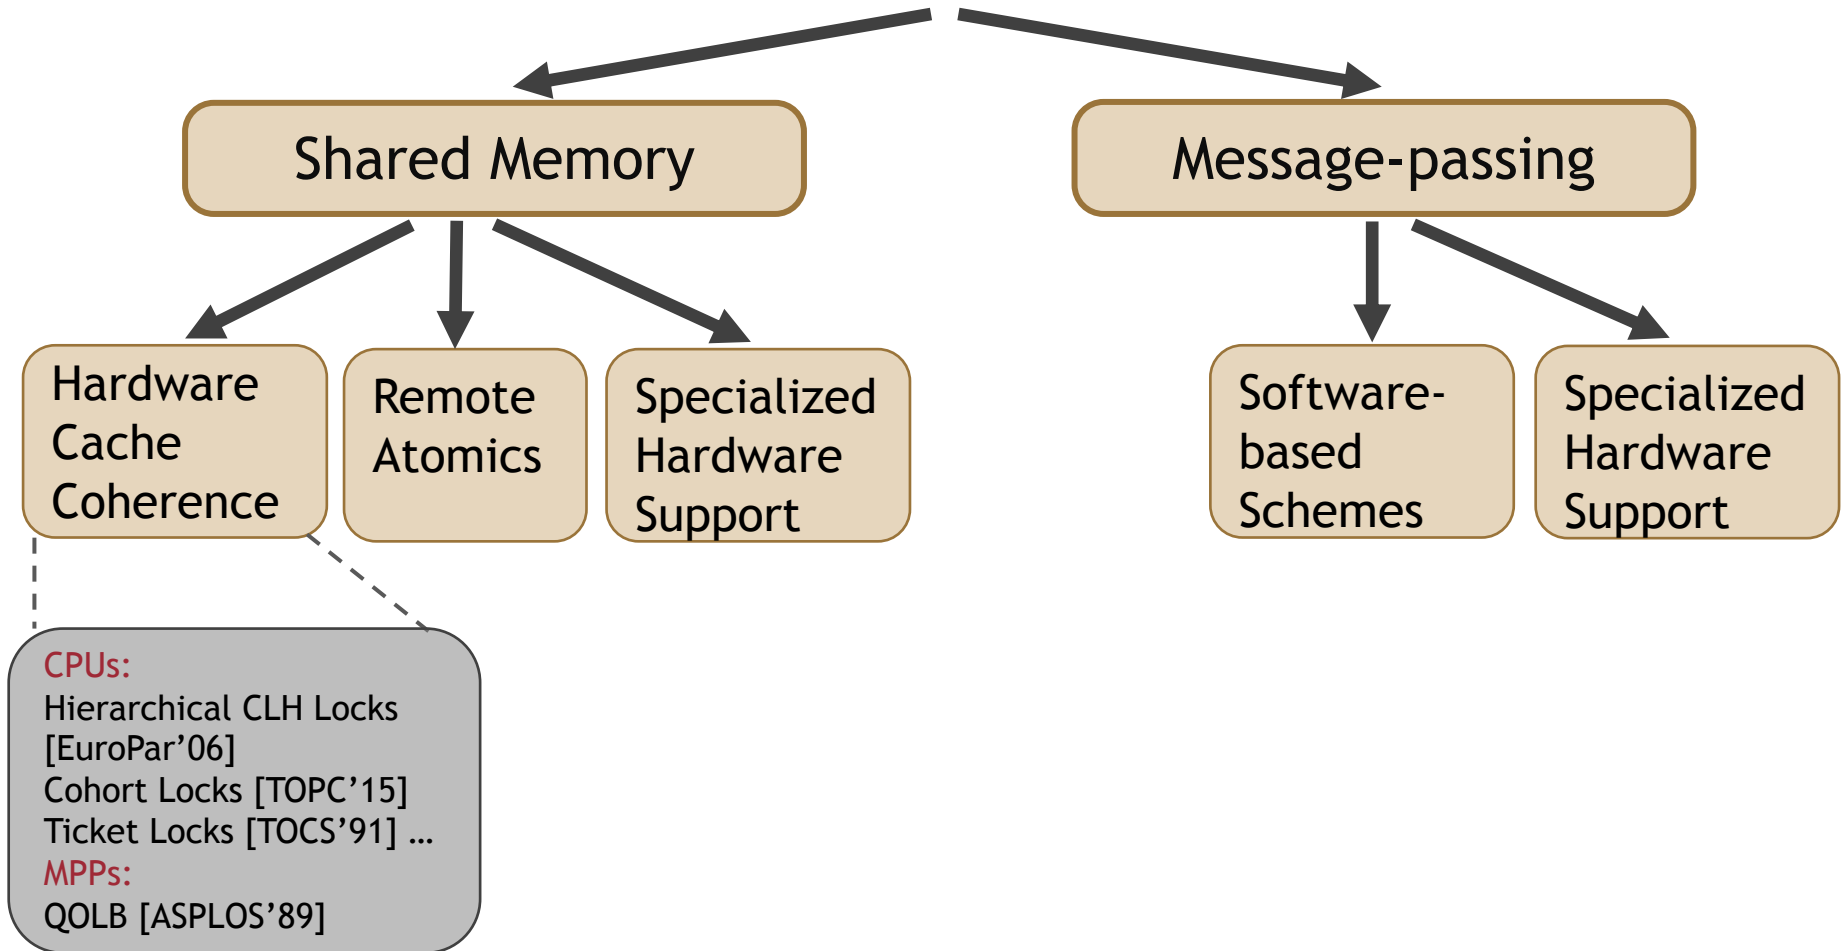 Shared Memory
Message-passing
Hardware
Cache
Coherence
Remote
Atomics
Specialized
Hardware
Support
Software-
based
Schemes
Specialized
Hardware
Support
CPUs:
Hierarchical CLH Locks
[EuroPar’06]
Cohort Locks [TOPC’15]
Ticket Locks [TOCS’91] …
MPPs:
QOLB [ASPLOS’89]